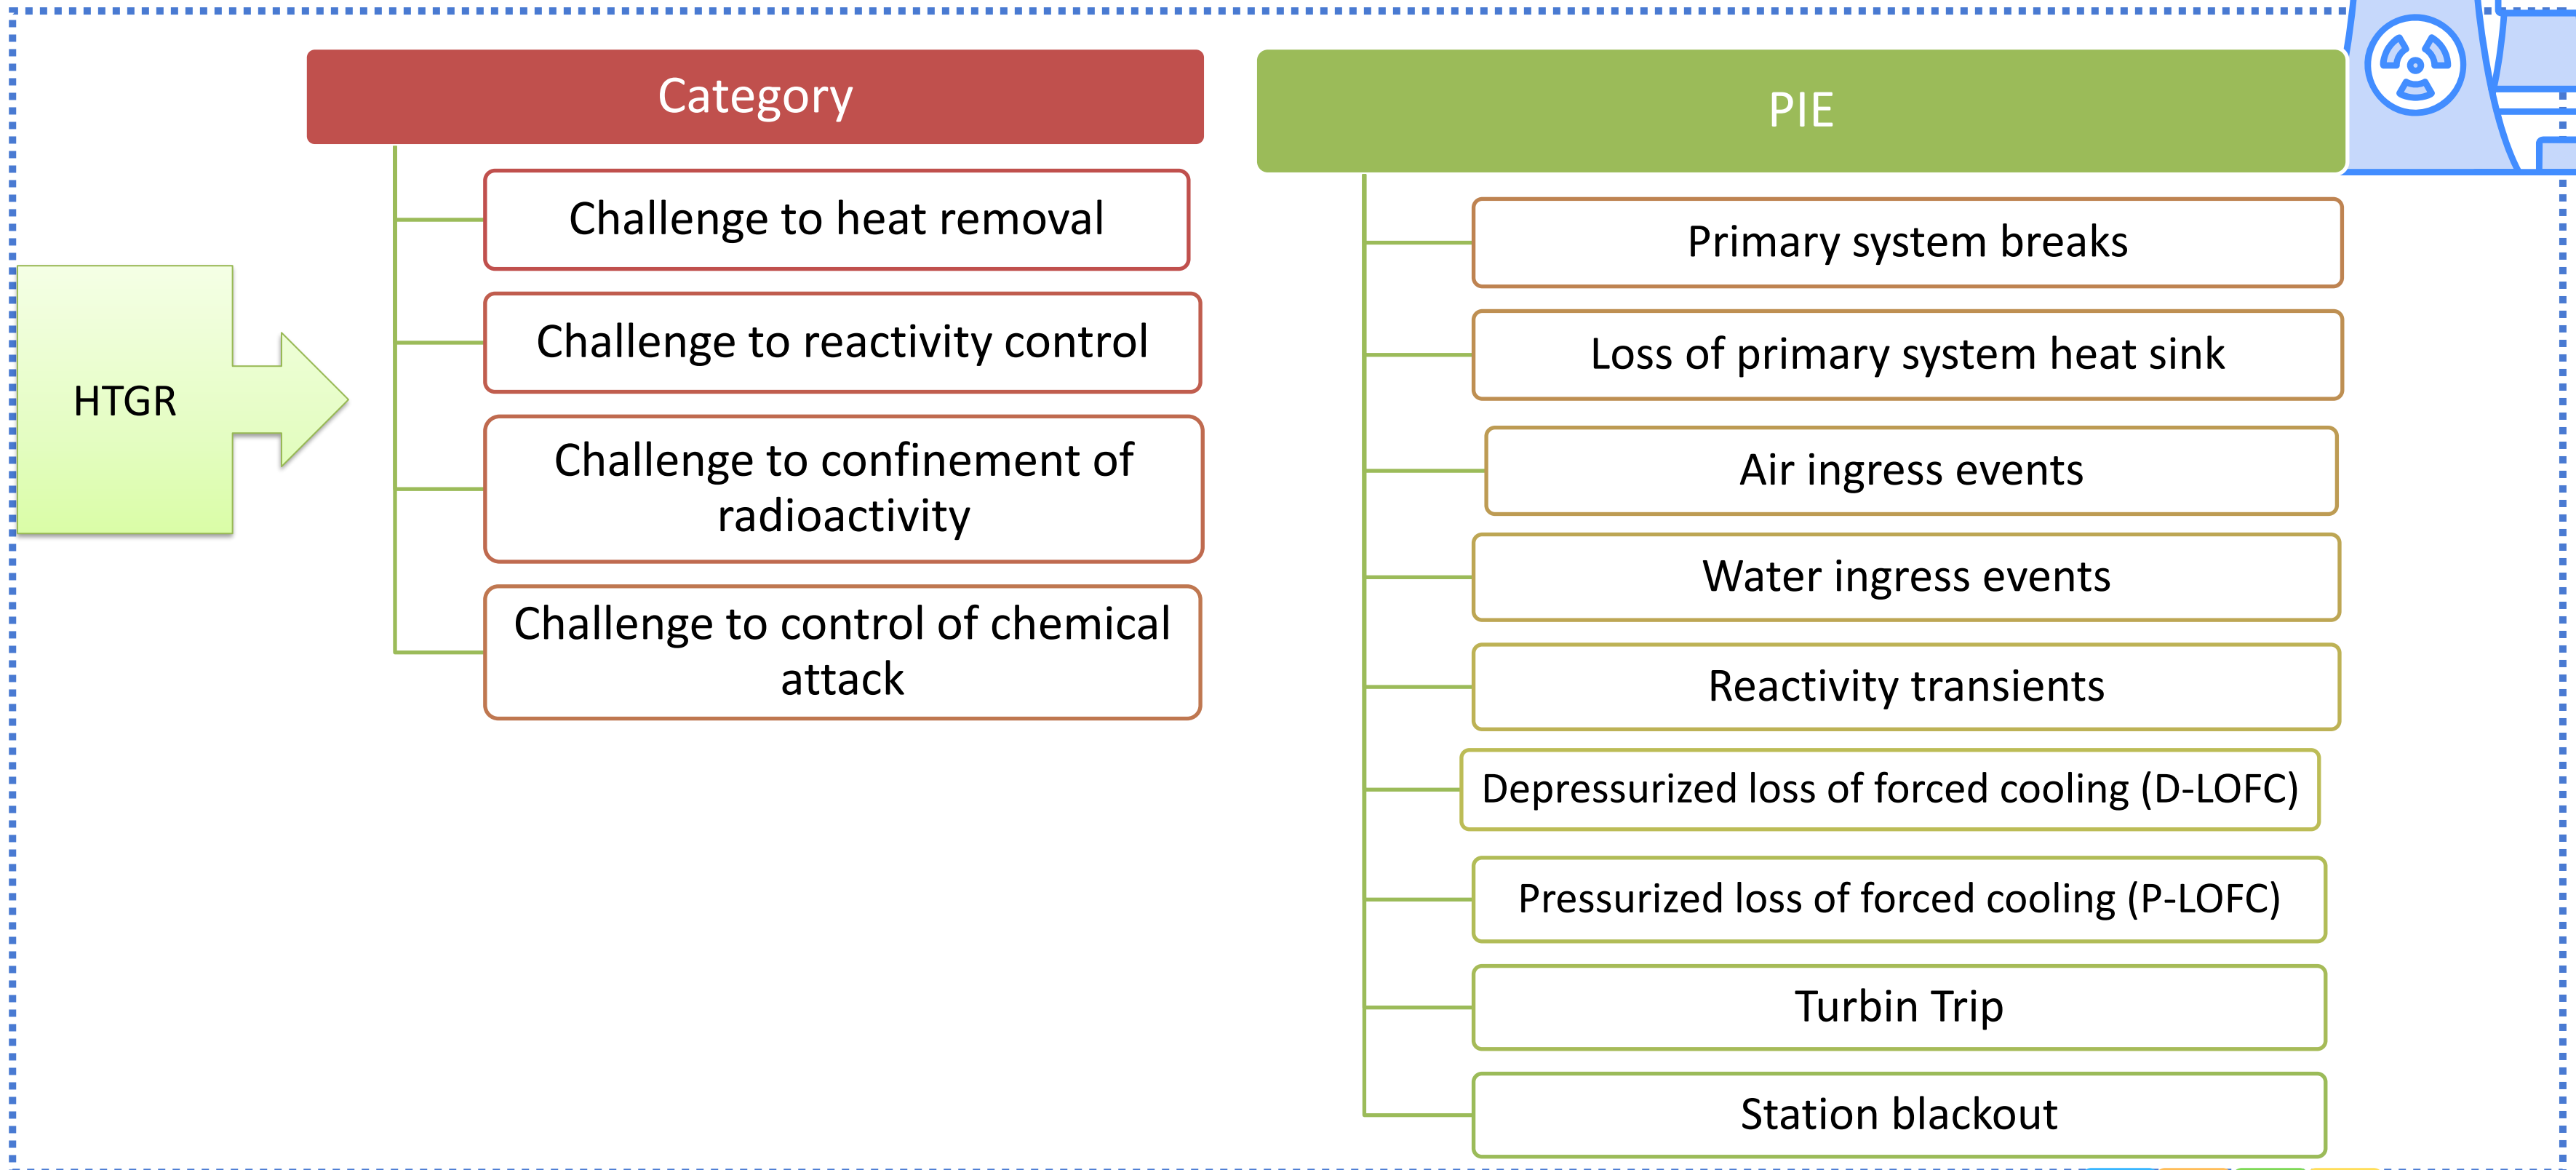 HTGR
Category
Challenge to heat removal
Challenge to reactivity control
Challenge to confinement of
radioactivity
Challenge to control of chemical
attack
PIE
Primary system breaks
Loss of primary system heat sink
Air ingress events
Water ingress events
Reactivity transients
Depressurized loss of forced cooling (D-LOFC)
Pressurized loss of forced cooling (P-LOFC)
Turbin Trip
Station blackout